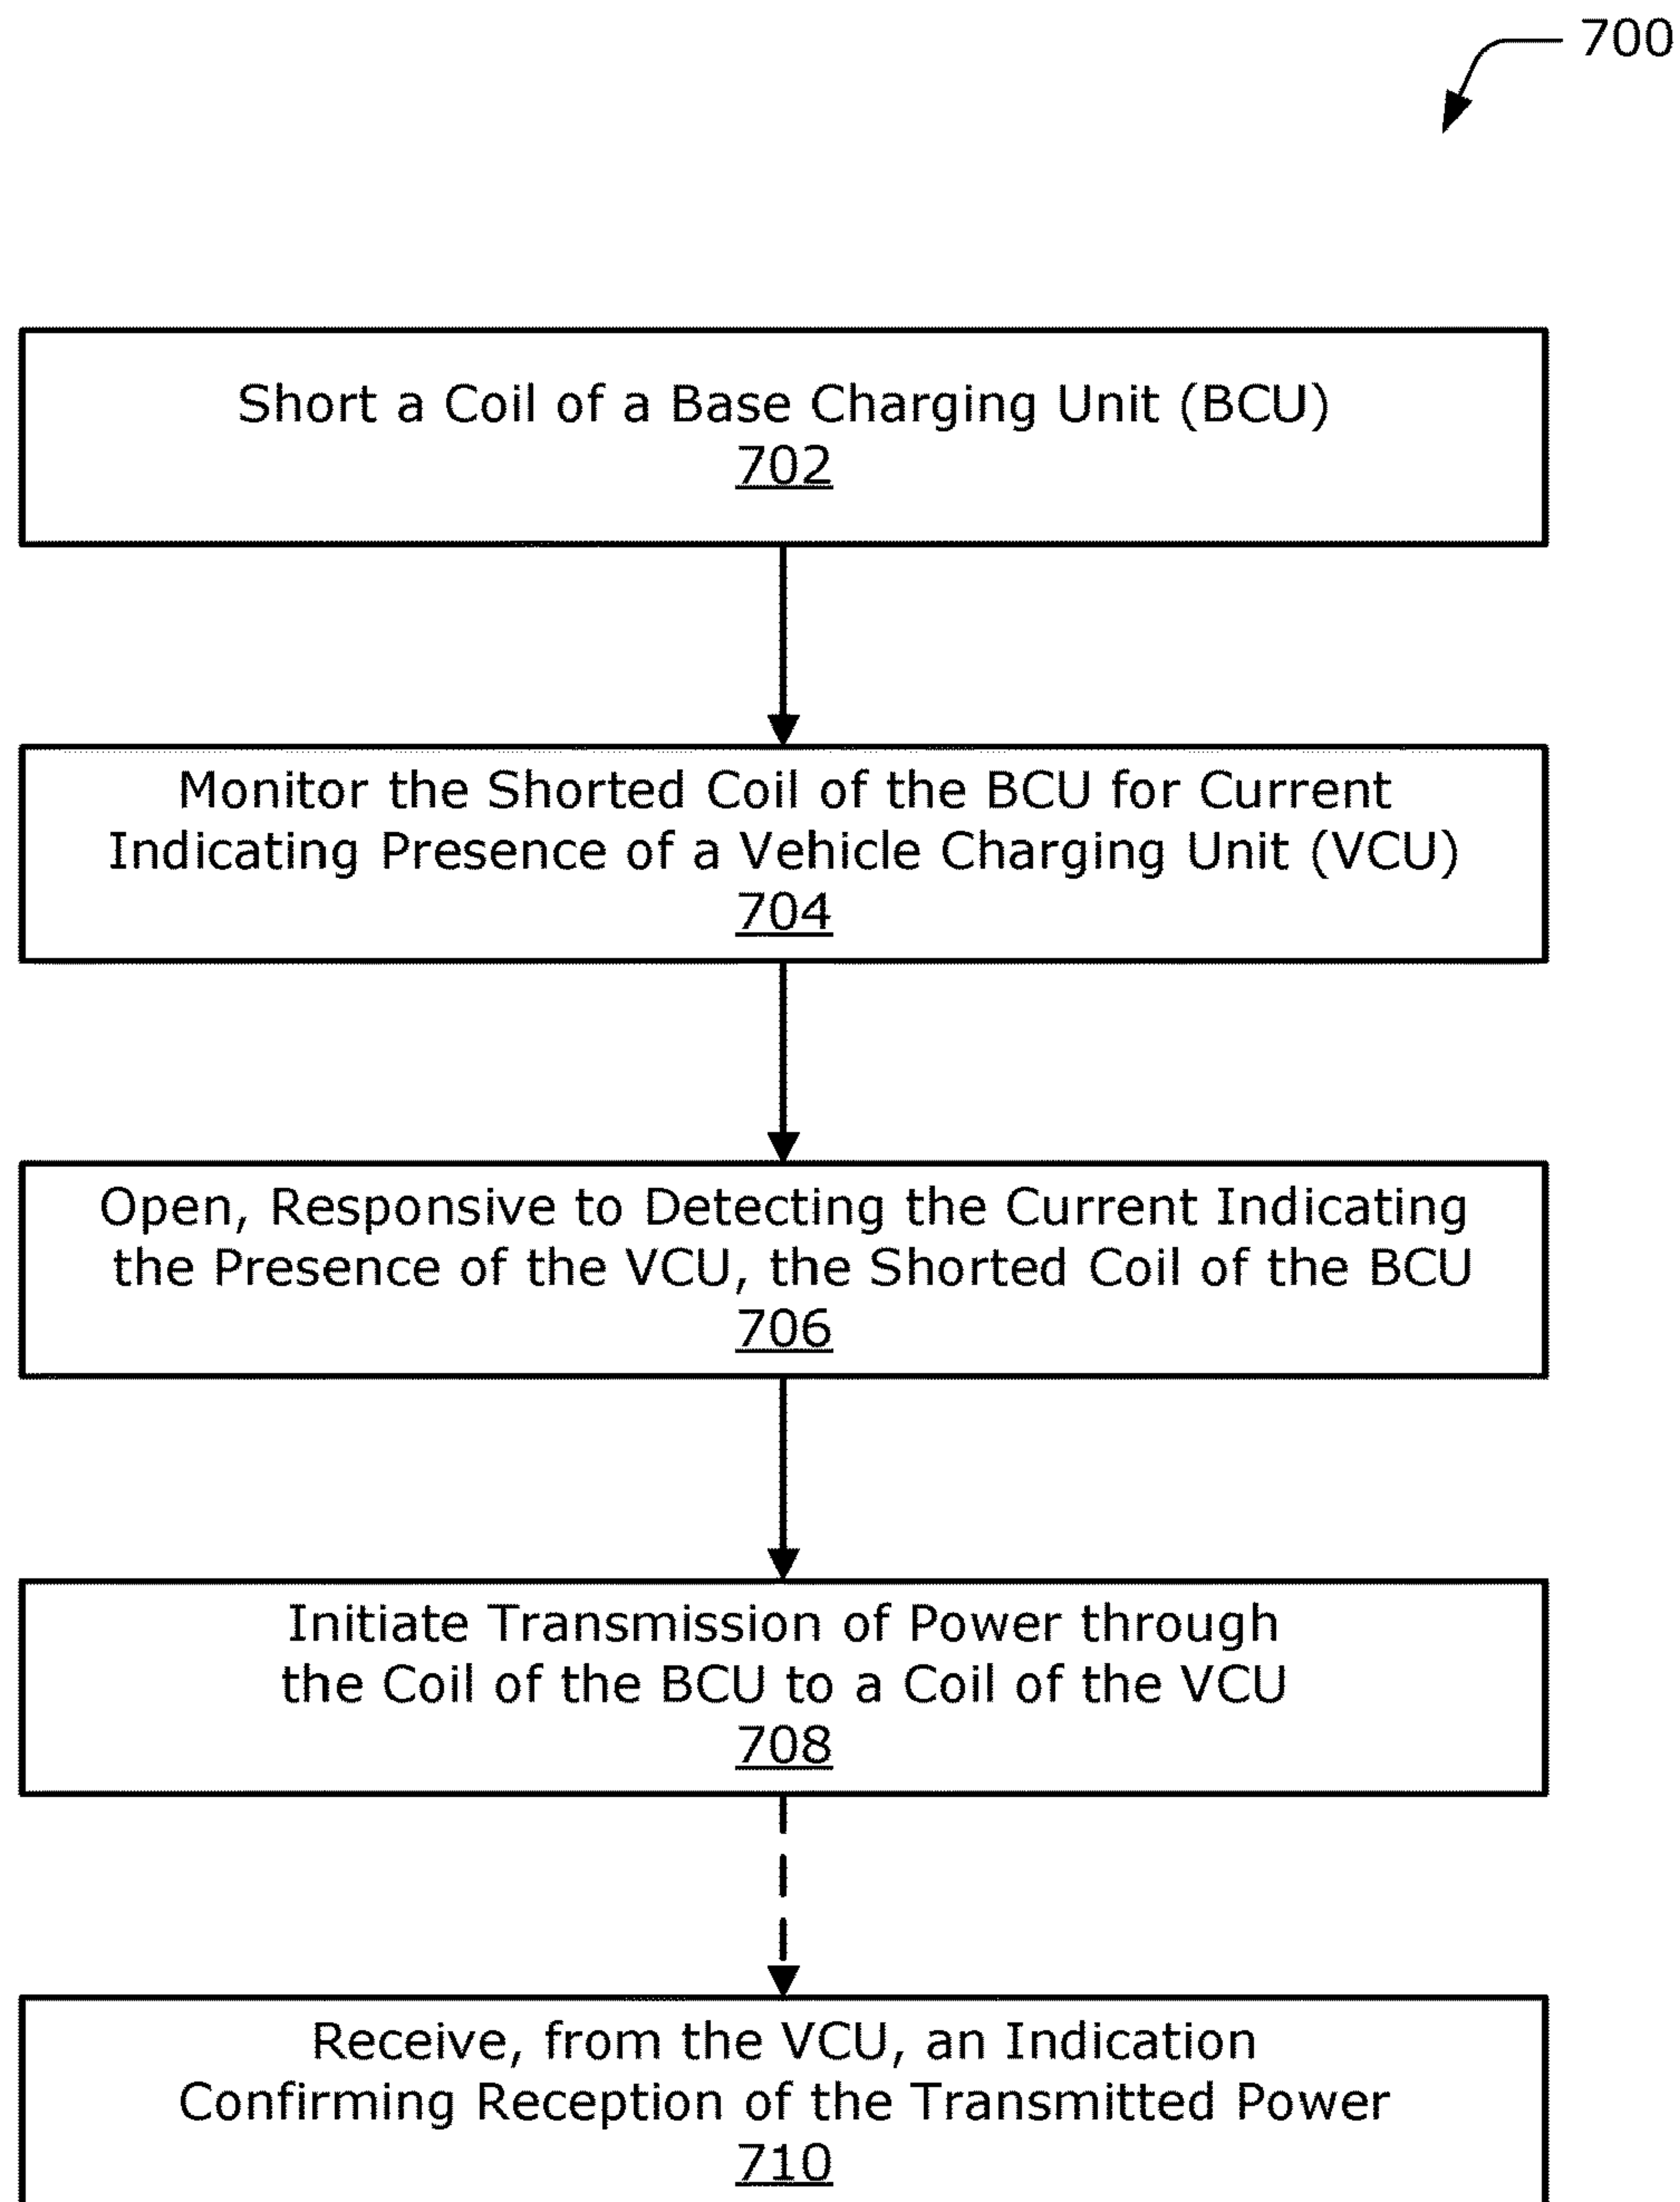 700
Short a Coil of a Base Charging Unit (BCU)
702
Monitor the Shorted Coil of the BCU for Current
Indicating Presence of a Vehicle Charging Unit (VCU)
704
Open, Responsive to Detecting the Current Indicating
the Presence of the VCU, the Shorted Coil of the BCU
706
Initiate Transmission of Power through
the Coil of the BCU to a Coil of the VCU
708
Receive, from the VCU, an Indication
Confirming Reception of the Transmitted Power
710